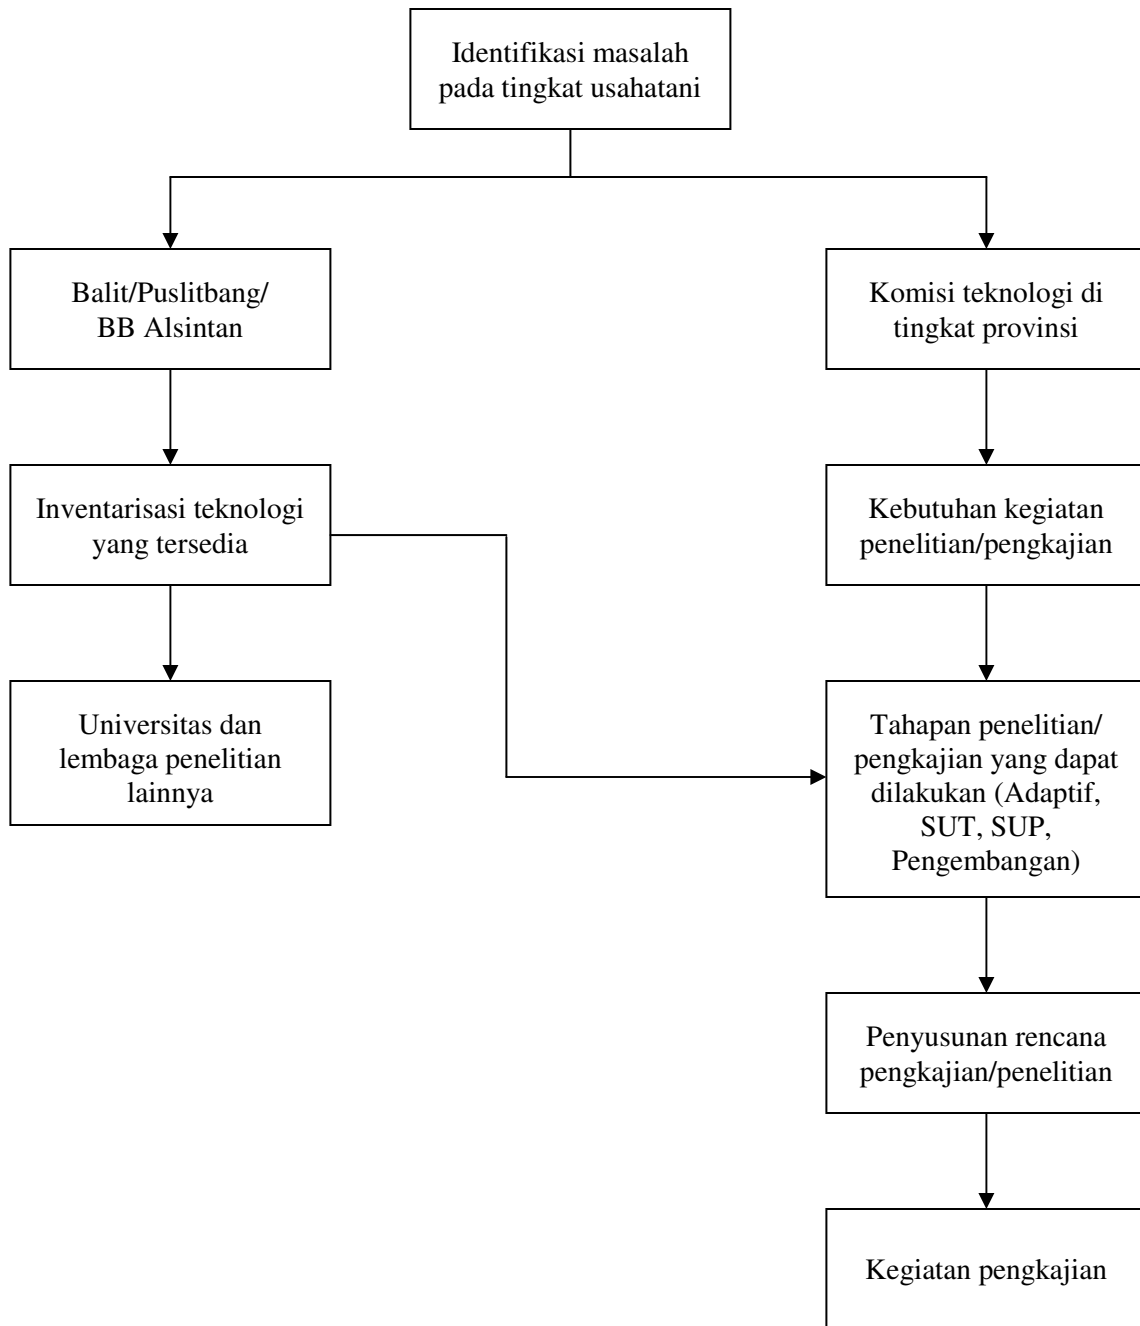 Identifikasi masalah
pada tingkat usahatani
Balit/Puslitbang/
BB Alsintan
Komisi teknologi di
tingkat provinsi
Inventarisasi teknologi
yang tersedia
Kebutuhan kegiatan
penelitian/pengkajian
Universitas dan
lembaga penelitian
lainnya
Tahapan penelitian/
pengkajian yang dapat
dilakukan (Adaptif,
SUT, SUP,
Pengembangan)
Penyusunan rencana
pengkajian/penelitian
Kegiatan pengkajian